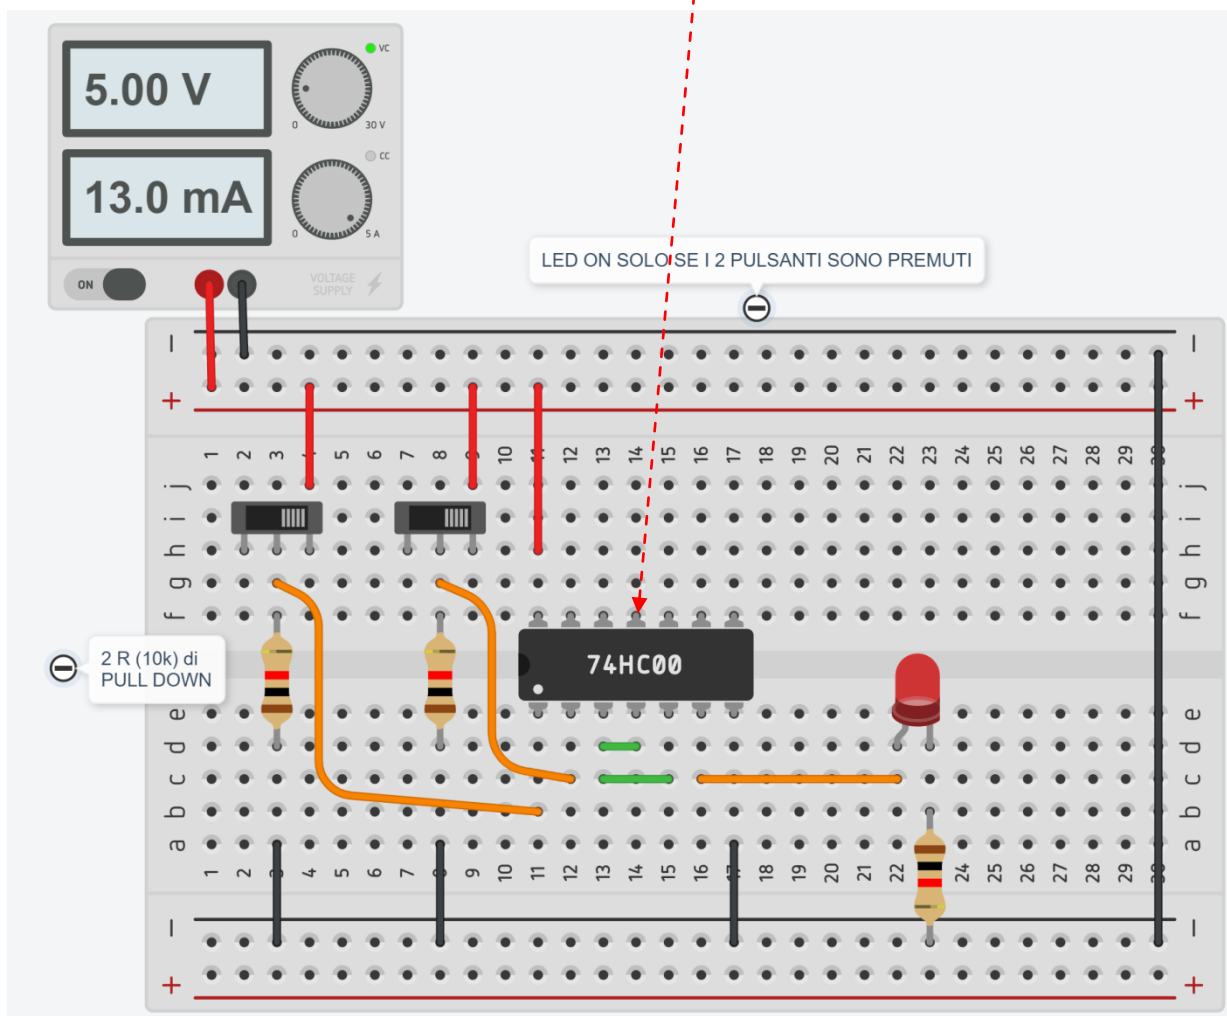 5.00 V
VC
0
30 V
13.0 mA
CC
0
5 A
ON
VOLTAGE
SUPPLY
LED ON SOLO SE I 2 PULSANTI SONO PREMUTI
− −
+ +
1 2 3 4 5 6 7 8 9 10 11 12 13 14 15 16 17 18 19 20 21 22 23 24 25 26 27 28 29 30
j j
i i
h h
g g
f f
2 R (10k) di
PULL DOWN
74HC00
e e
d d
c c
b b
a a
1 2 3 4 5 6 7 8 9 10 11 12 13 14 15 16 17 18 19 20 21 22 23 24 25 26 27 28 29 30
− −
+ +